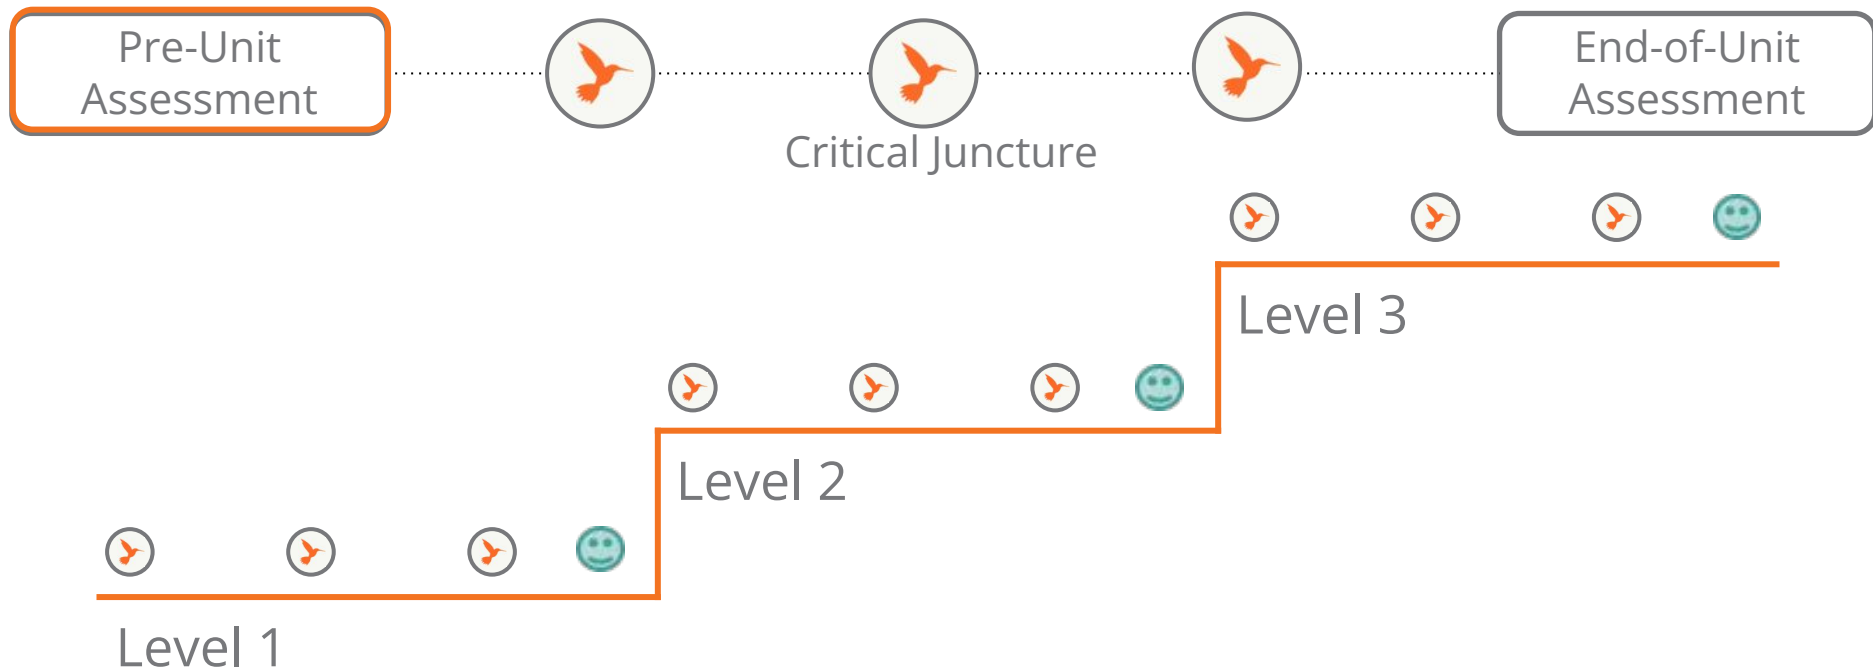 Pre-Unit
Assessment
End-of-Unit
Assessment
Critical Juncture
Level 3
Level 2
Level 1